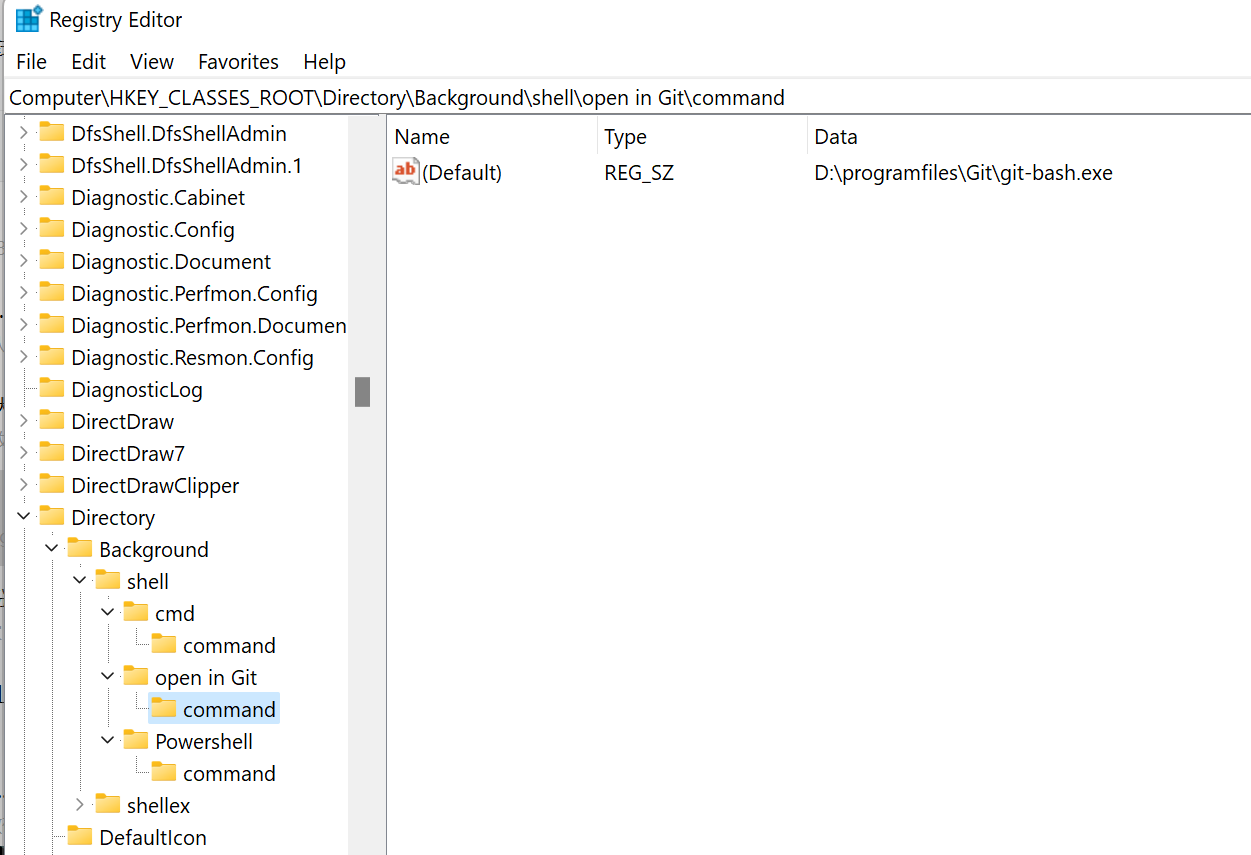 Registry Editor
File Edit View Favorites Help
Computer\HKEY_CLASSES_ROOT\Directory\Background\shell\open in Git\command
DfsShell.DfsShellAdmin
DfsShell.DfsShellAdmin.1
Diagnostic.Cabinet
Diagnostic.Config
Diagnostic.Document
Diagnostic.Perfmon.Config
Diagnostic.Perfmon.Documen
Diagnostic.Resmon.Config
DiagnosticLog
DirectDraw
DirectDraw7
DirectDrawClipper
Directory
Background
shell
cmd
command
open in Git
command
Powershell
command
shellex
DefaultIcon
Name Type Data
ab (Default) REG_SZ D:\programfiles\Git\git-bash.exe